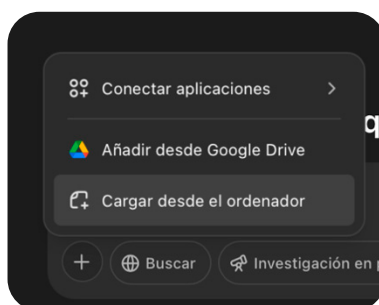 Conectar aplicaciones
q
Añadir desde Google Drive
Cargar desde el ordenador
Buscar
Investigación en